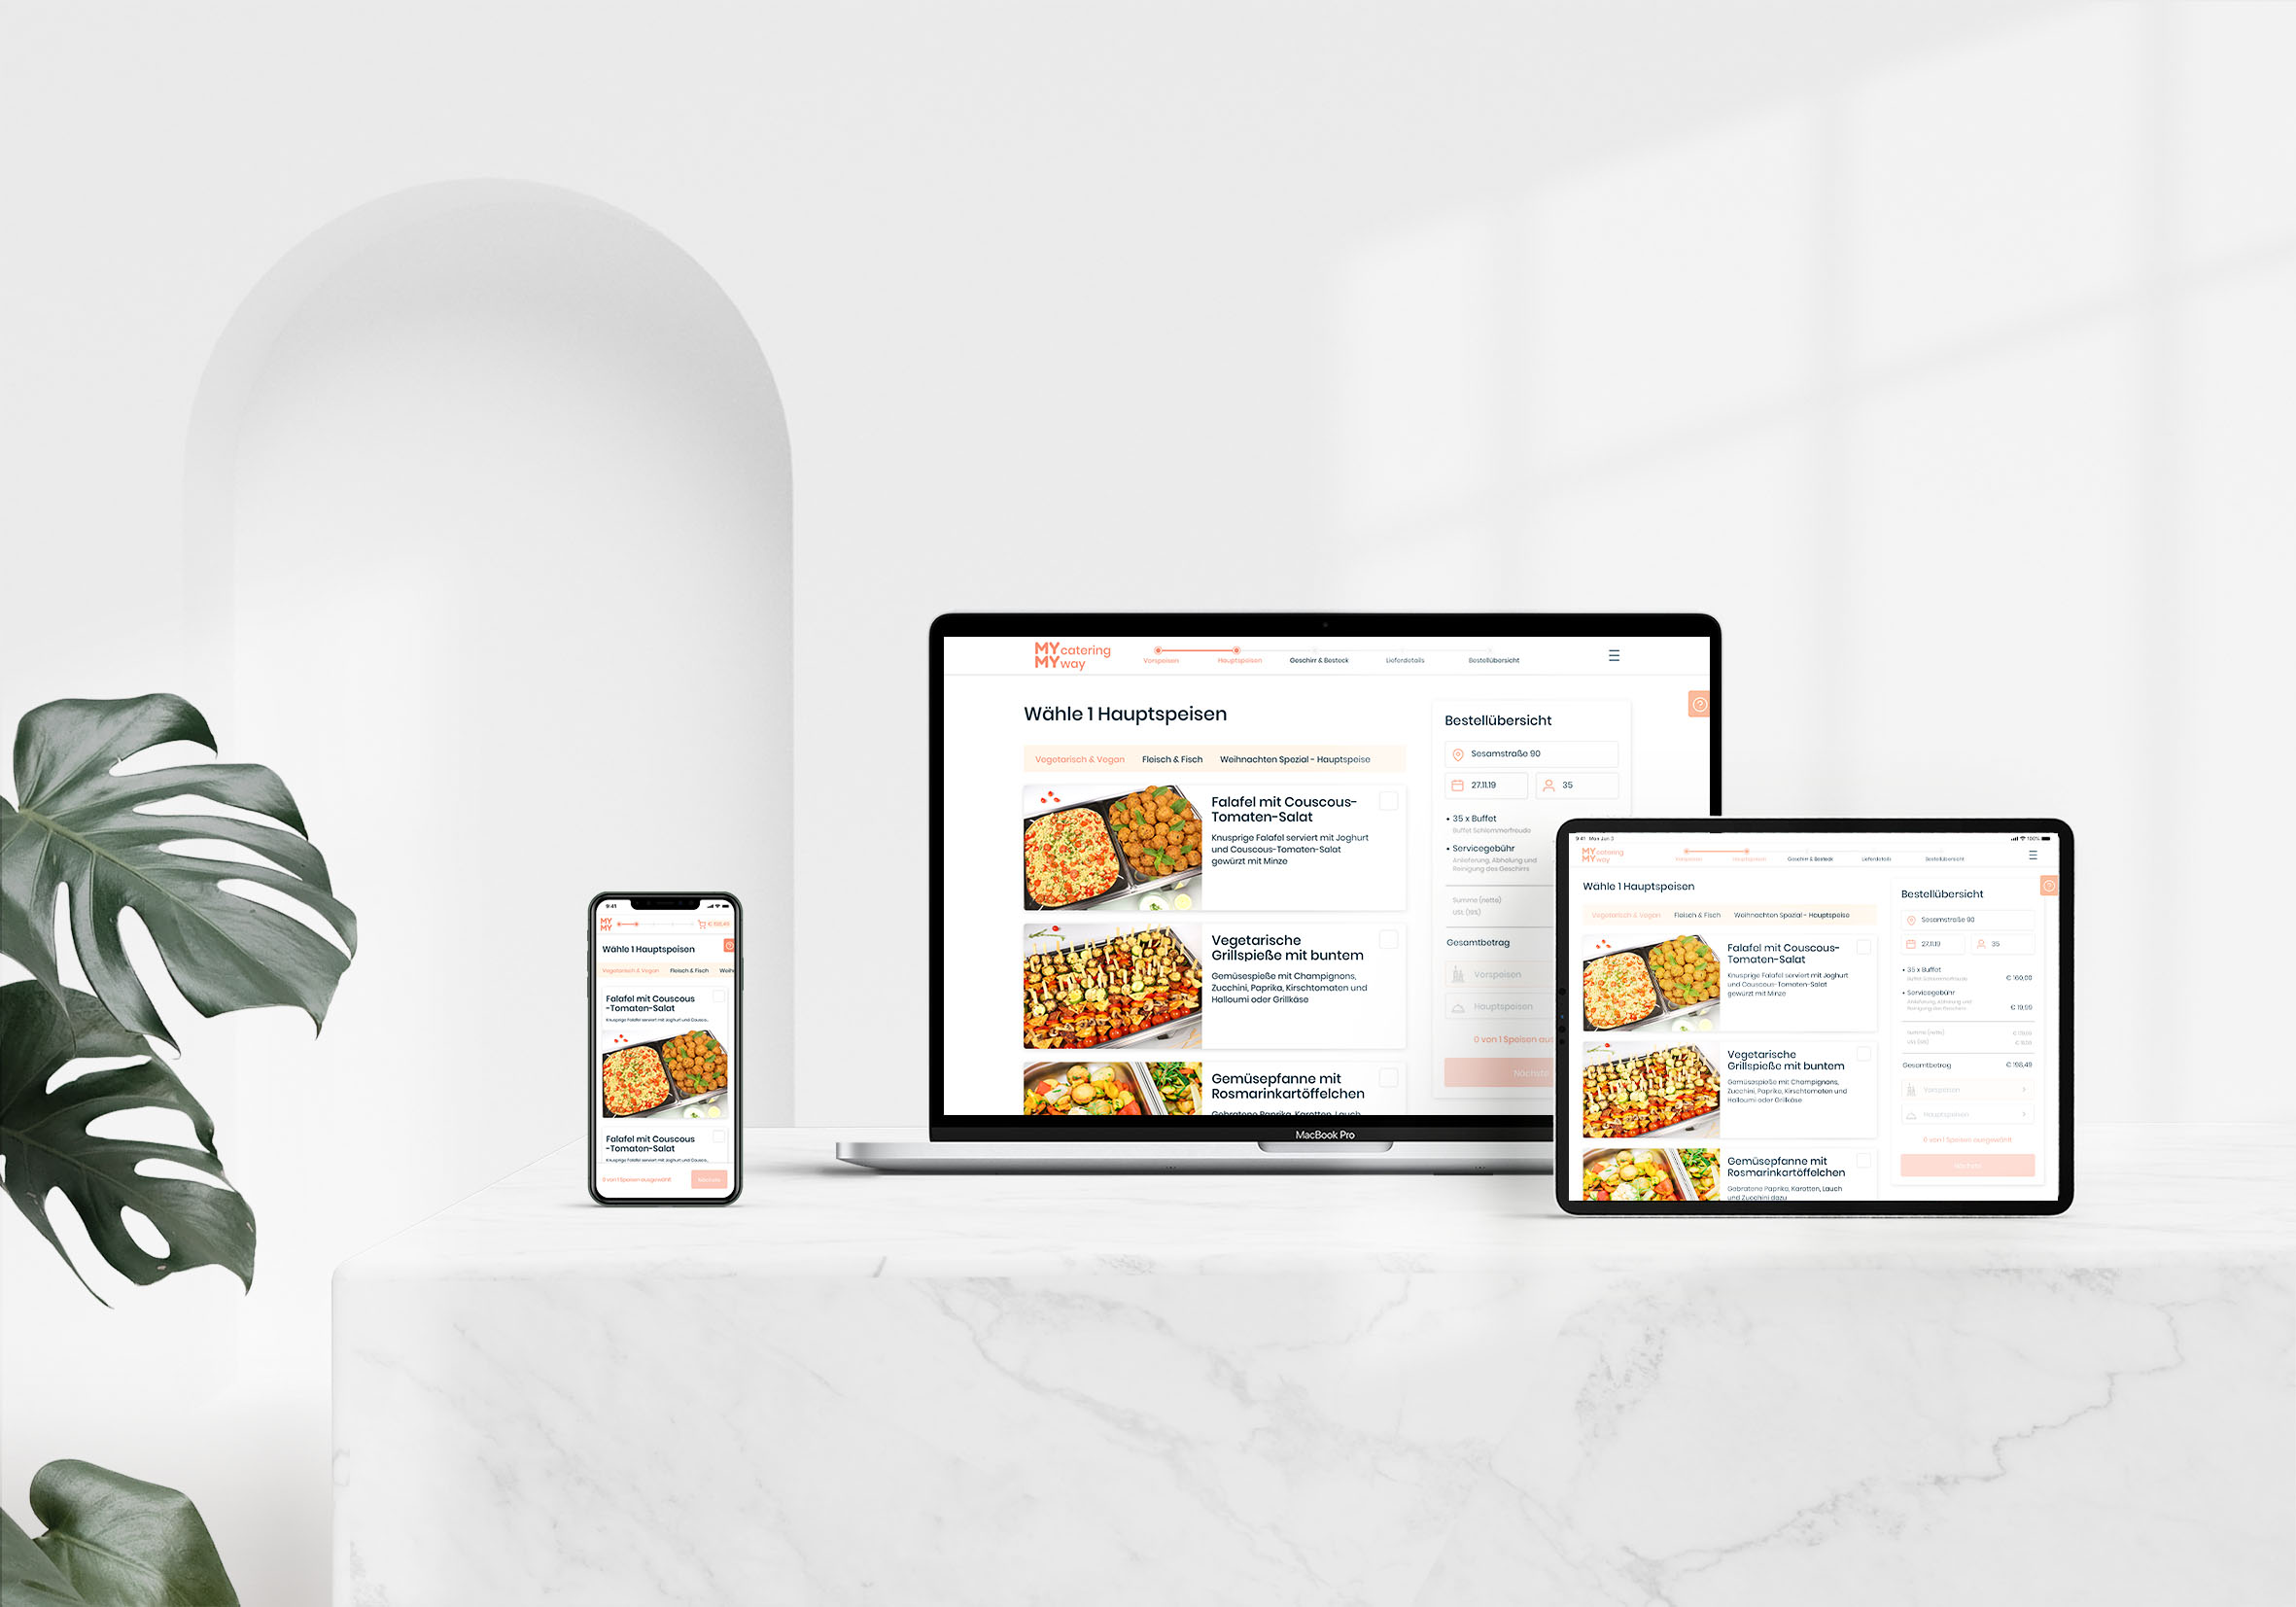 9:41
MY
MY
€ 198,49
Wähle 1 Hauptspeisen
Vegetarisch & Vegan Fleisch & Fisch Weihn
Falafel mit Couscous
-Tomaten-Salat
Knusprige Falafel serviert mit Joghurt und Couscous...
Falafel mit Couscous
-Tomaten-Salat
Knusprige Falafel serviert mit Joghurt und Couscous...
0 von 1 Speisen ausgewählt
Nächste
MY catering
MY way
Vorspeisen Hauptspeisen Geschirr & Besteck Lieferdetails Bestellübersicht
Wähle 1 Hauptspeisen
Vegetarisch & Vegan Fleisch & Fisch Weihnachten Spezial - Hauptspeise
Falafel mit Couscous-
Tomaten-Salat
Knusprige Falafel serviert mit Joghurt
und Couscous-Tomaten-Salat
gewürzt mit Minze
Vegetarische
Grillspieße mit buntem
Gemüsespieße mit Champignons,
Zucchini, Paprika, Kirschtomaten und
Halloumi oder Grillkäse
Gemüsepfanne mit
Rosmarinkartöffelchen
Gebratene Paprika, Karotten, Lauch
Bestellübersicht
Sesamstraße 90
27.11.19 35
• 35 x Buffet
Buffet Schlemmerfreude
• Servicegebühr
Anlieferung, Abholung und
Reinigung des Geschirrs
Summe (netto)
USt. (19%)
Gesamtbetrag
Vorspeisen
Hauptspeisen
0 von 1 Speisen aus
Nächste
MacBook Pro
9:41 Mon Jun 3
100%
MY catering
MY way
Vorspeisen Hauptspeisen Geschirr & Besteck Lieferdetails Bestellübersicht
Wähle 1 Hauptspeisen
Vegetarisch & Vegan Fleisch & Fisch Weihnachten Spezial - Hauptspeise
Falafel mit Couscous-
Tomaten-Salat
Knusprige Falafel serviert mit Joghurt
und Couscous-Tomaten-Salat
gewürzt mit Minze
Vegetarische
Grillspieße mit buntem
Gemüsespieße mit Champignons,
Zucchini, Paprika, Kirschtomaten und
Halloumi oder Grillkäse
Gemüsepfanne mit
Rosmarinkartöffelchen
Gebratene Paprika, Karotten, Lauch
und Zucchini dazu
Bestellübersicht
Sesamstraße 90
27.11.19 35
• 35 x Buffet
Buffet Schlemmerfreude
€ 160,00
• Servicegebühr
Anlieferung, Abholung und
Reinigung des Geschirrs
€ 19,99
Summe (netto)
USt. (19%)
Gesamtbetrag € 198,49
Vorspeisen
Hauptspeisen
0 von 1 Speisen ausgewählt
Nächste